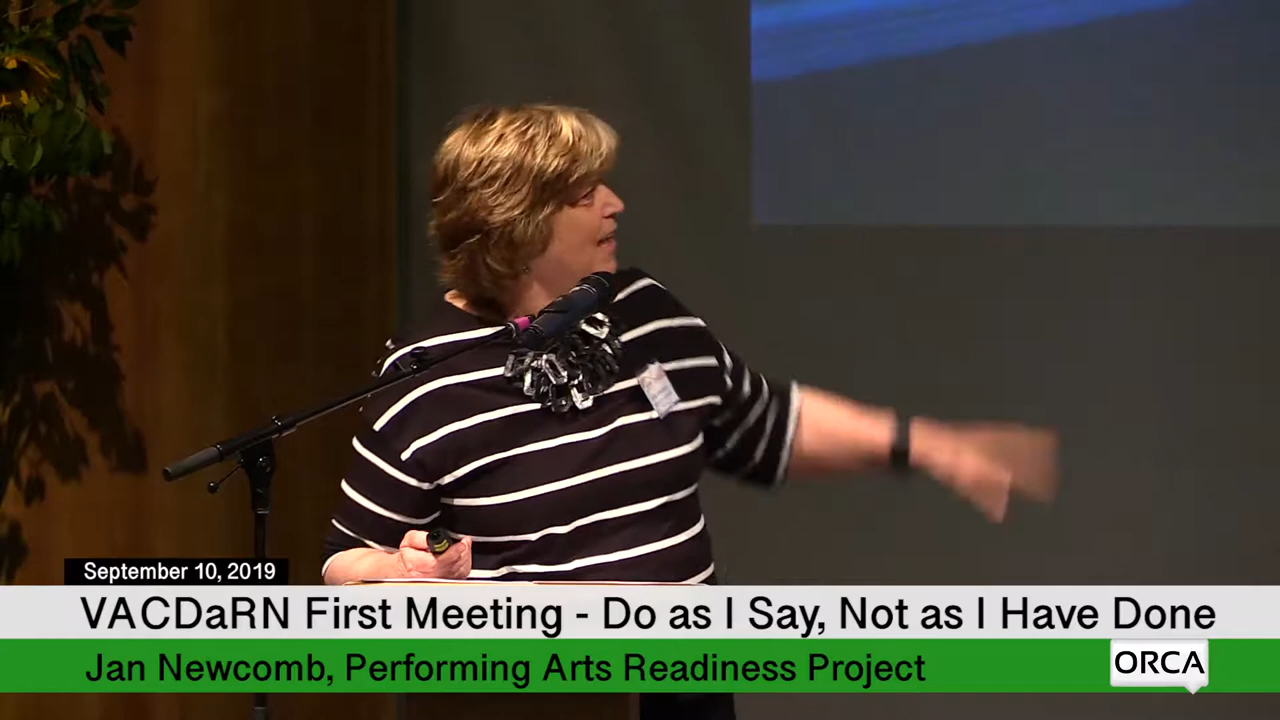 September 10, 2019
VACDaRN First Meeting - Do as I Say, Not as I Have Done
Jan Newcomb, Performing Arts Readiness Project
ORCA